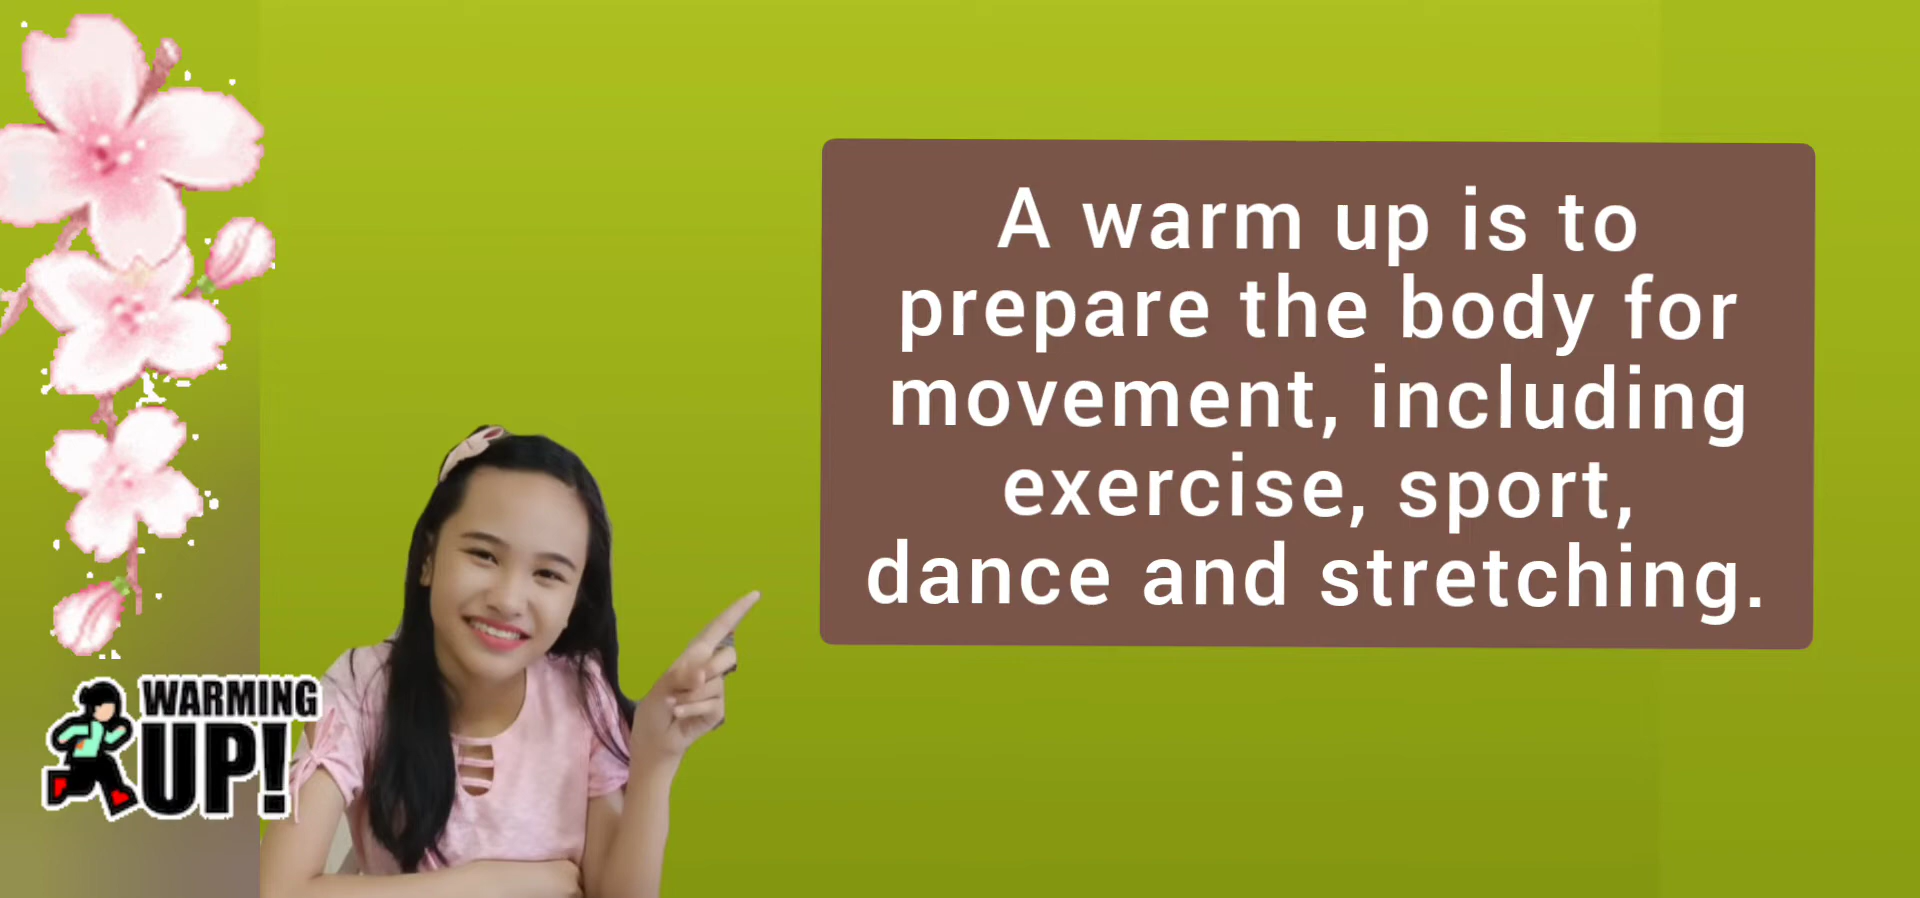 A warm up is to
prepare the body for
movement, including
exercise, sport,
dance and stretching.
WARMING
UP!